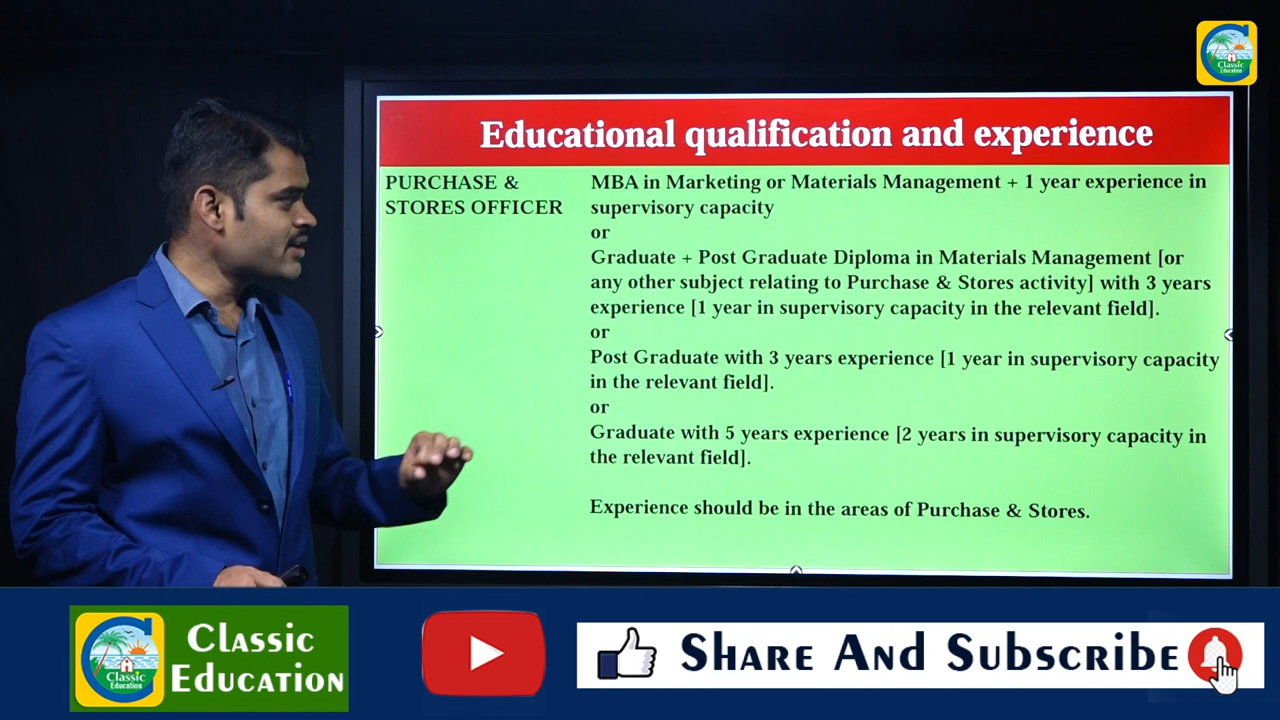 Classic
Education
Educational qualification and experience
PURCHASE &
STORES OFFICER
MBA in Marketing or Materials Management + 1 year experience in
supervisory capacity
or
Graduate + Post Graduate Diploma in Materials Management [or
any other subject relating to Purchase & Stores activity] with 3 years
experience [1 year in supervisory capacity in the relevant field].
or
Post Graduate with 3 years experience [1 year in supervisory capacity
in the relevant field].
or
Graduate with 5 years experience [2 years in supervisory capacity in
the relevant field].
Experience should be in the areas of Purchase & Stores.
Classic
Education
Classic
Education
Share And Subscribe